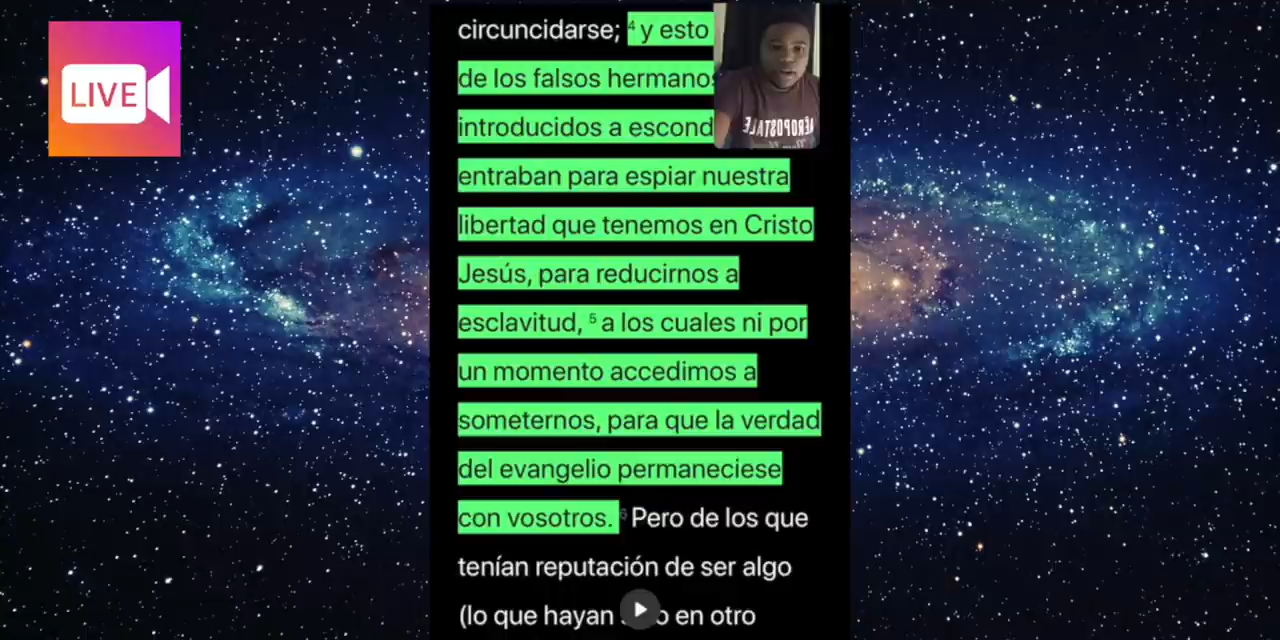 LIVE
circuncidarse; 4 y esto
de los falsos hermanos
introducidos a escond
entraban para espiar nuestra
libertad que tenemos en Cristo
Jesús, para reducirnos a
esclavitud, 5 a los cuales ni por
un momento accedimos a
someternos, para que la verdad
del evangelio permaneciese
con vosotros. 6 Pero de los que
tenían reputación de ser algo
(lo que hayan o en otro
AEROPOSTALE